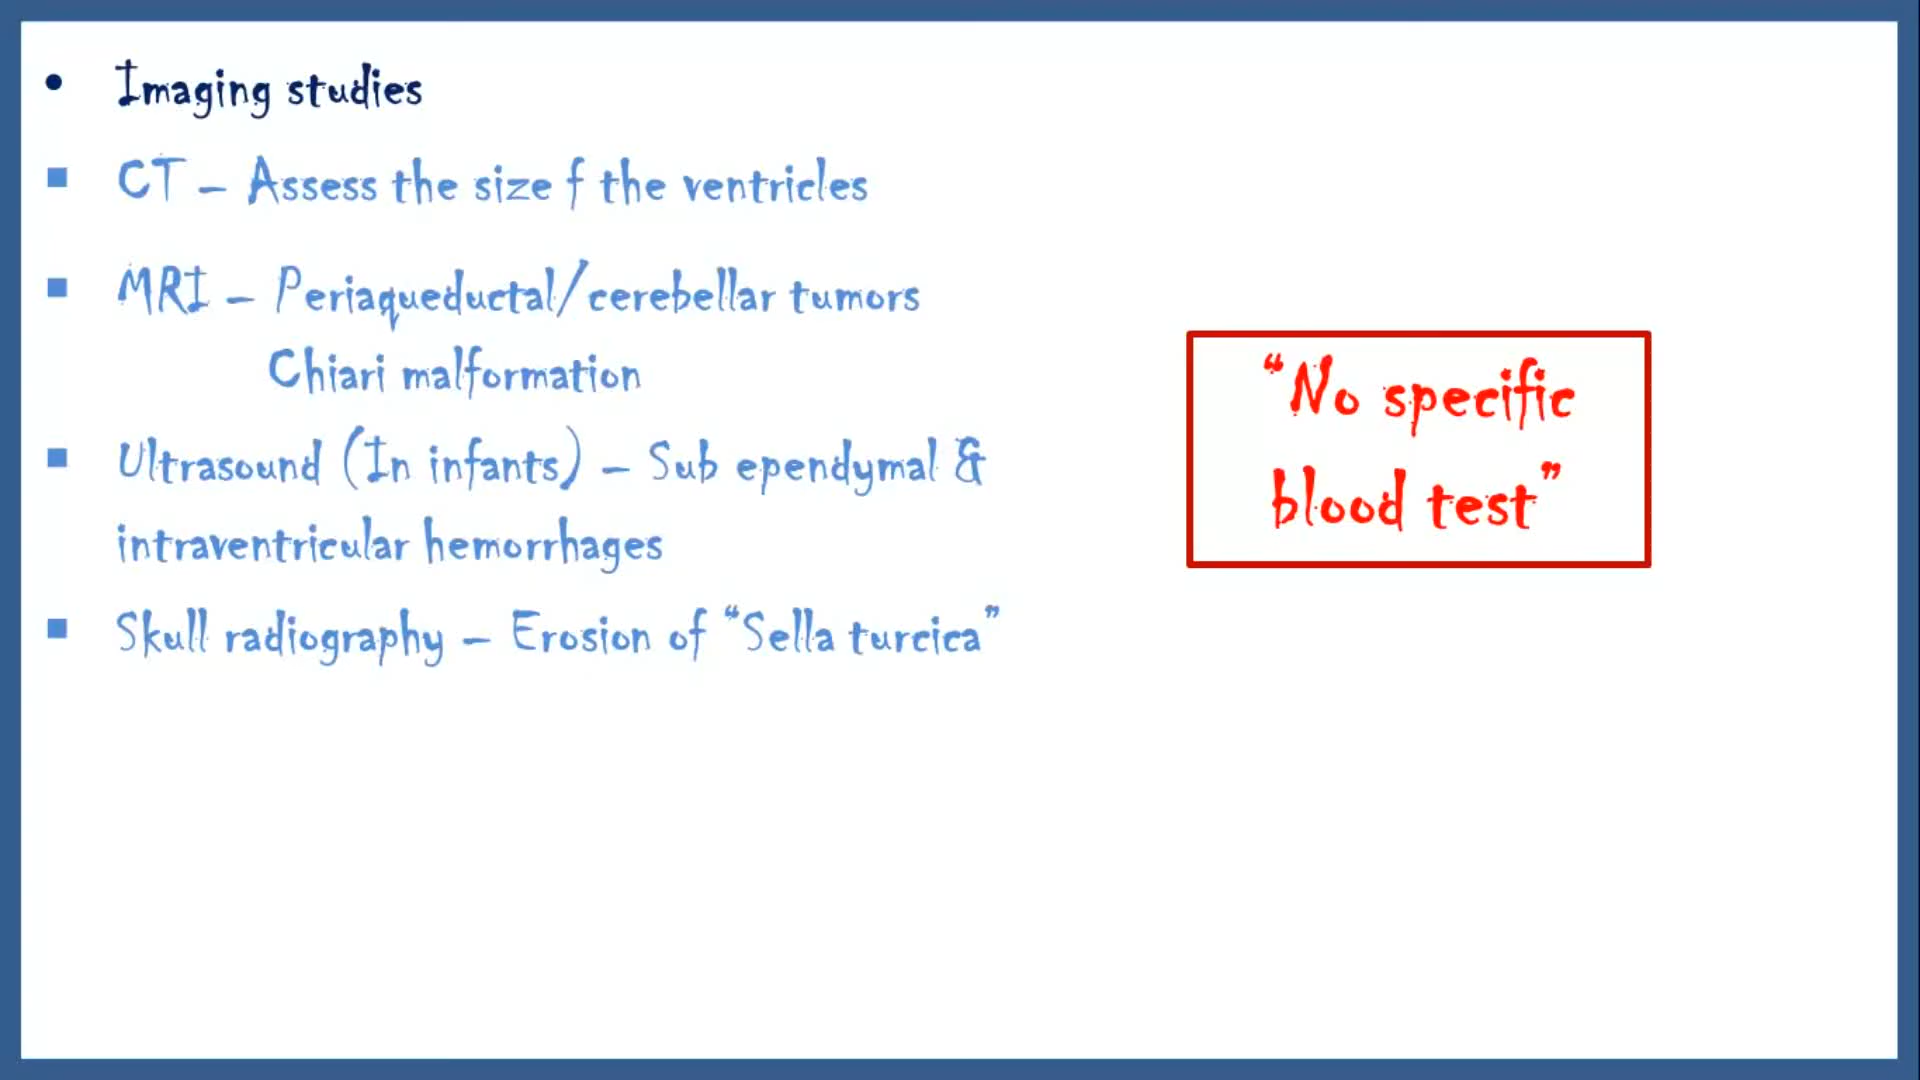 • Imaging studies
▪ CT – Assess the size f the ventricles
▪ MRI – Periaqueductal/cerebellar tumors
Chiari malformation
▪ Ultrasound (In infants) – Sub ependymal &
intraventricular hemorrhages
▪ Skull radiography – Erosion of “Sella turcica”
“No specific
blood test”